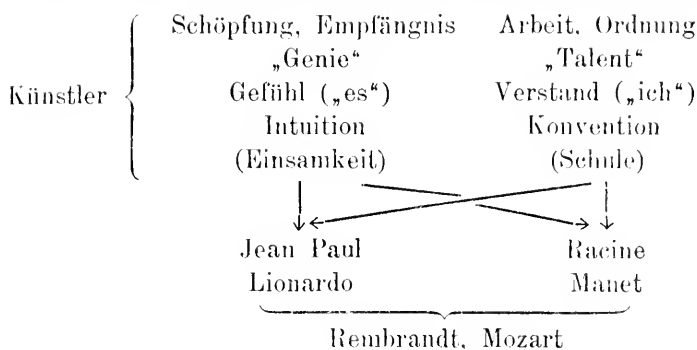 Schöpfung, Empfängnis Arbeit, Ordnung
„Genie“ „Talent“
Künstler Gefühl („es“) Verstand („ich“)
Intuition Konvention
(Einsamkeit) (Schule)
Jean Paul Racine
Lionardo Manet
Rembrandt, Mozart